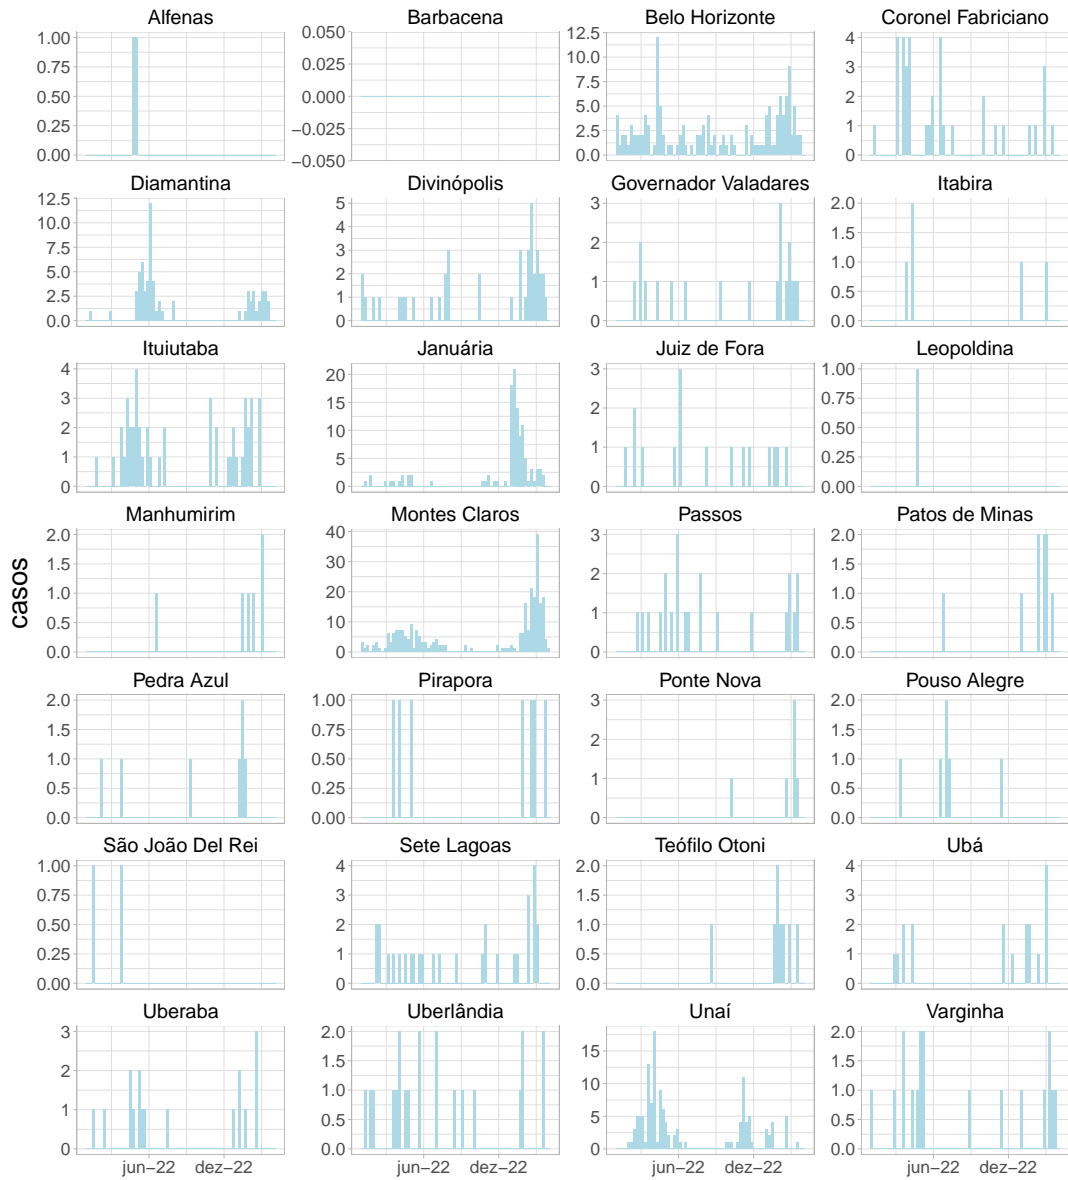 Alfenas Barbacena Belo Horizonte Coronel Fabriciano
1.00 0.75 0.50 0.25 0.00
0.050 0.025 0.000 −0.025 −0.050
12.5 10.0 7.5 5.0 2.5 0.0
4 3 2 1 0
Diamantina Divinópolis Governador Valadares Itabira
12.5 10.0 7.5 5.0 2.5 0.0
5 4 3 2 1 0
3 2 1 0
2.0 1.5 1.0 0.5 0.0
Ituiutaba Januária Juiz de Fora Leopoldina
4 3 2 1 0
20 15 10 5 0
3 2 1 0
1.00 0.75 0.50 0.25 0.00
Manhumirim Montes Claros Passos Patos de Minas
2.0 1.5 1.0 0.5 0.0
40 30 20 10 0
3 2 1 0
2.0 1.5 1.0 0.5 0.0
casos
Pedra Azul Pirapora Ponte Nova Pouso Alegre
2.0 1.5 1.0 0.5 0.0
1.00 0.75 0.50 0.25 0.00
3 2 1 0
2.0 1.5 1.0 0.5 0.0
São João Del Rei Sete Lagoas Teófilo Otoni Ubá
1.00 0.75 0.50 0.25 0.00
4 3 2 1 0
2.0 1.5 1.0 0.5 0.0
4 3 2 1 0
Uberaba Uberlândia Unaí Varginha
3 2 1 0
2.0 1.5 1.0 0.5 0.0
15 10 5 0
2.0 1.5 1.0 0.5 0.0
jun−22 dez−22 jun−22 dez−22 jun−22 dez−22 jun−22 dez−22